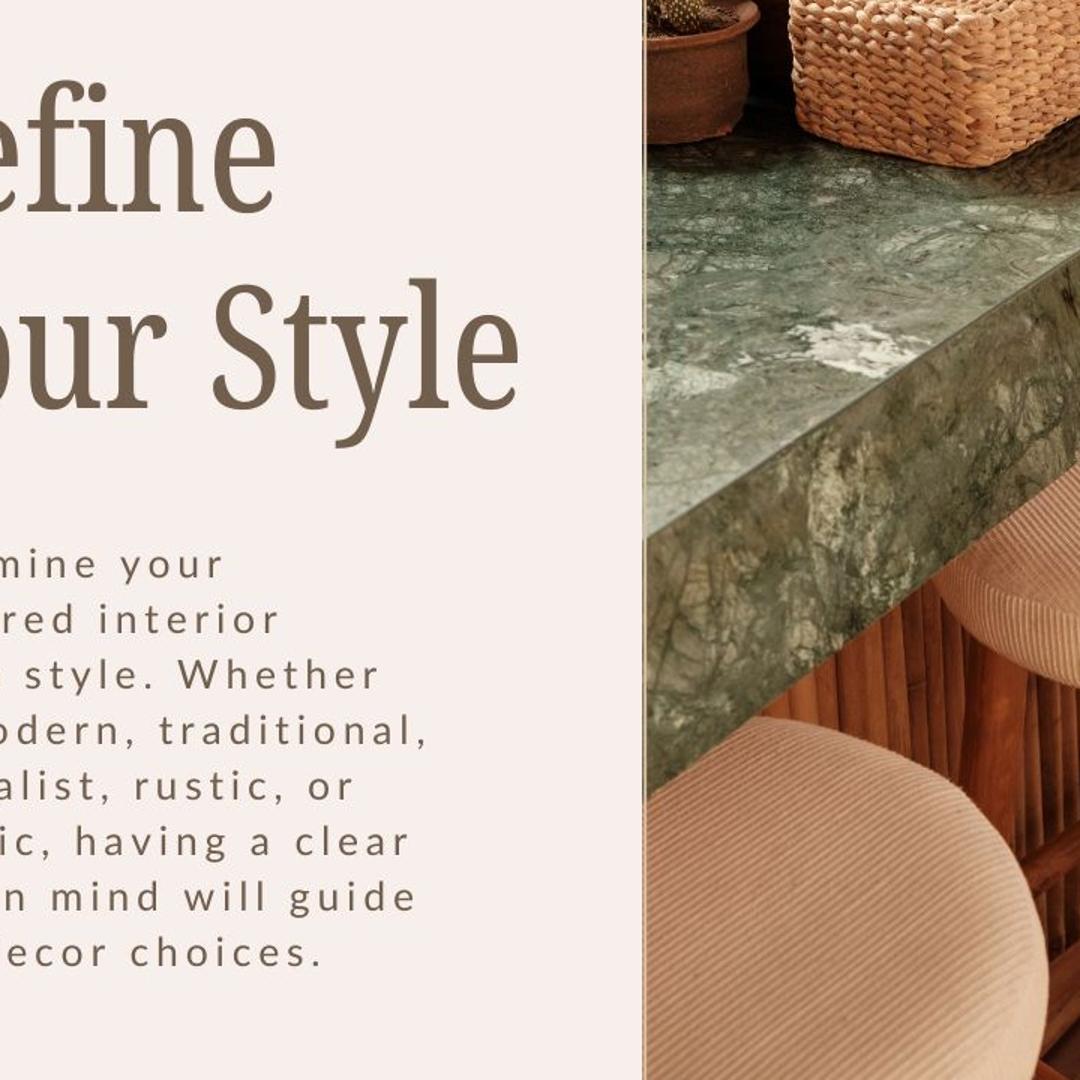 efine
our Style
mine your
red interior
style. Whether
odern, traditional,
alist, rustic, or
ic, having a clear
n mind will guide
ecor choices.